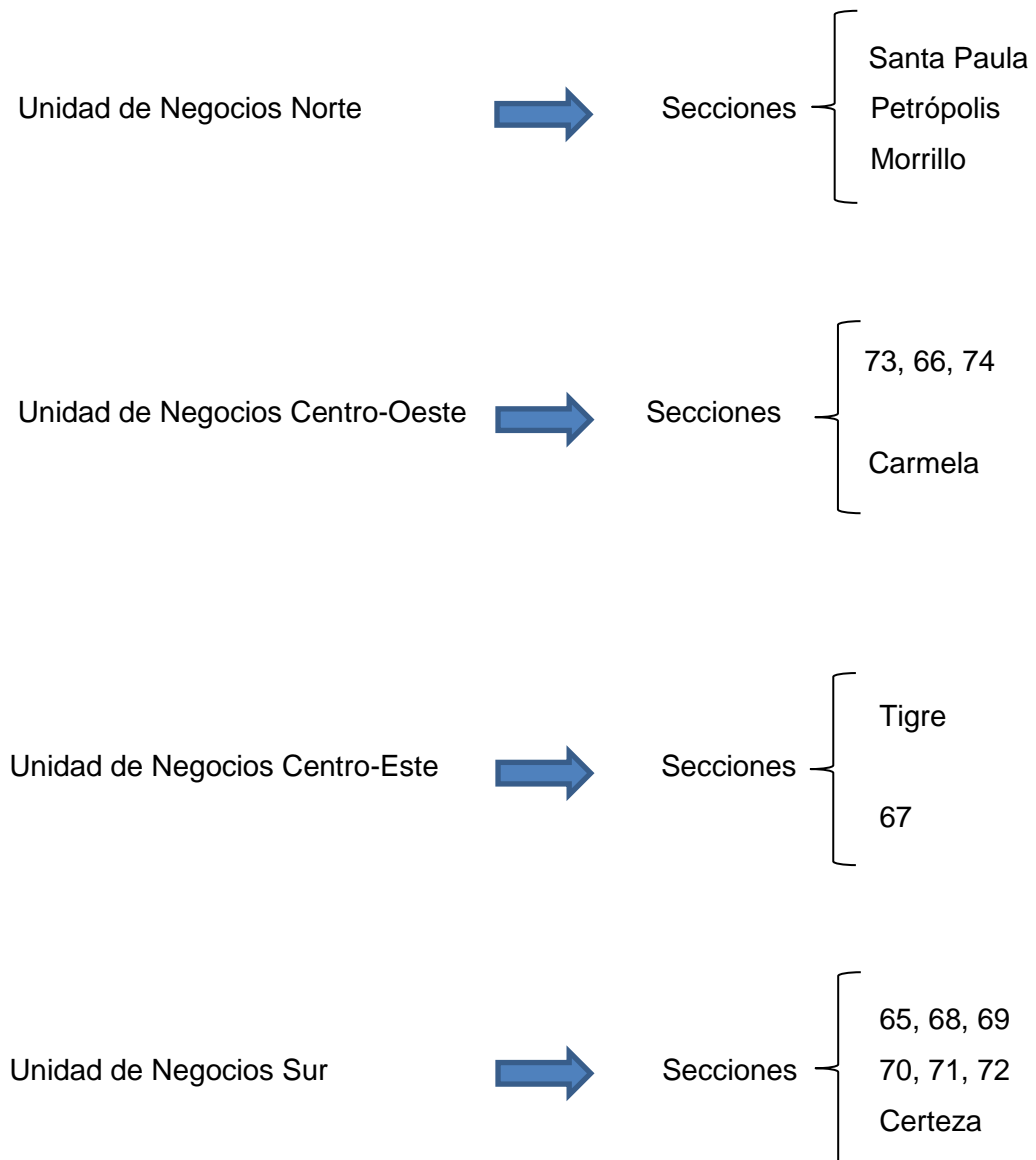 Unidad de Negocios Norte
Secciones
Santa Paula
Petrópolis
Morrillo
Unidad de Negocios Centro-Oeste
Secciones
73, 66, 74
Carmela
Unidad de Negocios Centro-Este
Secciones
Tigre
67
Unidad de Negocios Sur
Secciones
65, 68, 69
70, 71, 72
Certeza